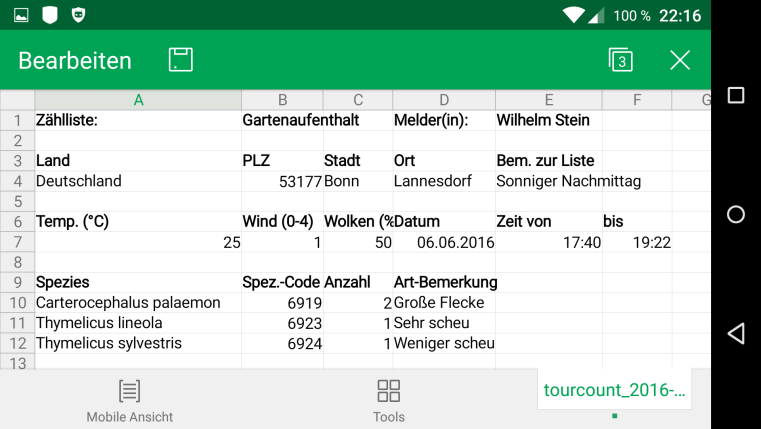 100 % 22:16
Bearbeiten 3
A B C D E F G
1 Zählliste: Gartenaufenthalt Melder(in): Wilhelm Stein
2
3 Land PLZ Stadt Ort Bem. zur Liste
4 Deutschland 53177 Bonn Lannesdorf Sonniger Nachmittag
5
6 Temp. (°C) Wind (0-4) Wolken (% Datum Zeit von bis
7 25 1 50 06.06.2016 17:40 19:22
8
9 Spezies Spez.-Code Anzahl Art-Bemerkung
10 Carterocephalus palaemon 6919 2 Große Flecke
11 Thymelicus lineola 6923 1 Sehr scheu
12 Thymelicus sylvestris 6924 1 Weniger scheu
13
Mobile Ansicht Tools tourcount_2016-...